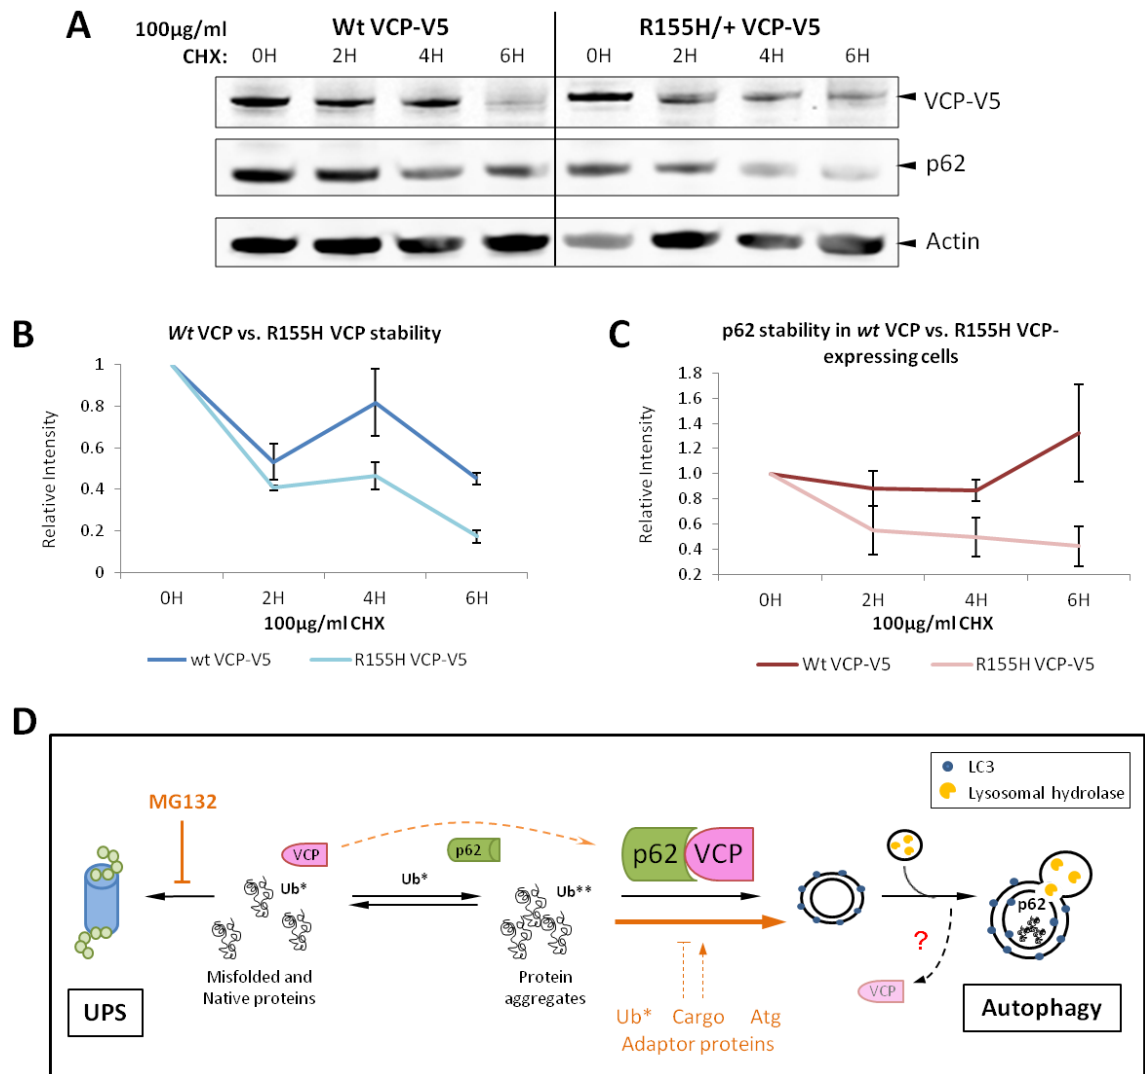 A
100µg/ml Wt VCP-V5 R155H/+ VCP-V5
CHX: 0H 2H 4H 6H 0H 2H 4H 6H
VCP-V5
p62
Actin
B
Wt VCP vs. R155H VCP stability
Relative Intensity
1
0.8
0.6
0.4
0.2
0
0H 2H 4H 6H
100µg/ml CHX
wt VCP-V5 R155H VCP-V5
C
p62 stability in wt VCP vs. R155H VCP-
expressing cells
Relative Intensity
1.8
1.6
1.4
1.2
1.0
0.8
0.6
0.4
0.2
0H 2H 4H 6H
100µg/ml CHX
Wt VCP-V5 R155H VCP-V5
D
LC3
Lysosomal hydrolase
MG132
VCP
p62
p62 VCP
Ub*
Ub*
Ub**
p62
?
VCP
Misfolded and
Native proteins
Protein
aggregates
UPS
Autophagy
Ub* Cargo Atg
Adaptor proteins